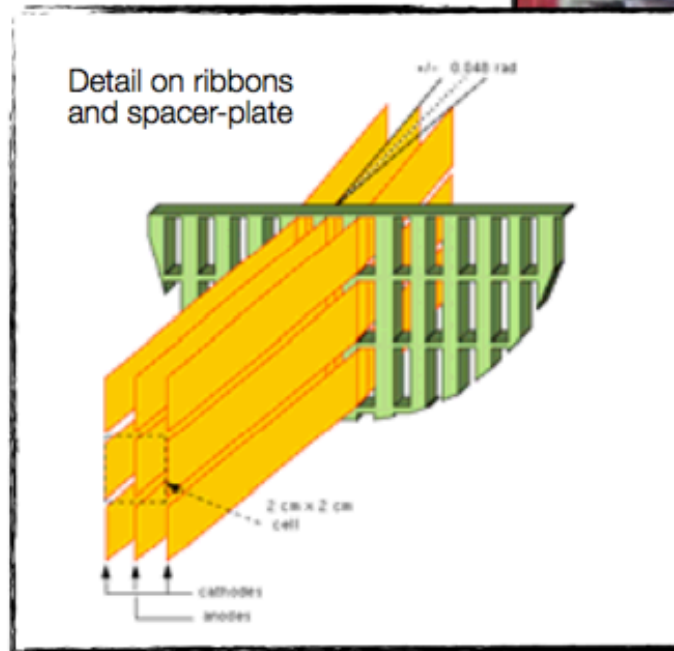 Detail on ribbons
and spacer-plate
+/- 0.048 rad
2 cm × 2 cm
cell
cathodes
anodes